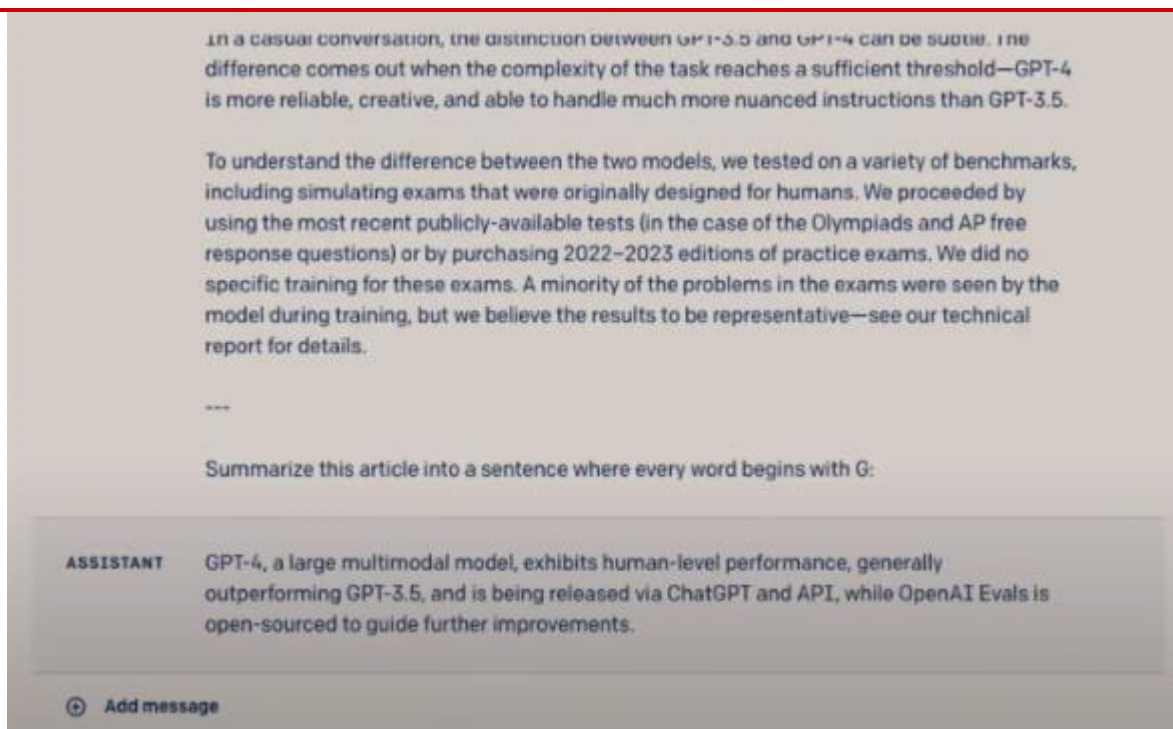 In a casual conversation, the distinction between GPT-3.5 and GPT-4 can be subtle. The
difference comes out when the complexity of the task reaches a sufficient threshold—GPT-4
is more reliable, creative, and able to handle much more nuanced instructions than GPT-3.5.
To understand the difference between the two models, we tested on a variety of benchmarks,
including simulating exams that were originally designed for humans. We proceeded by
using the most recent publicly-available tests (in the case of the Olympiads and AP free
response questions) or by purchasing 2022–2023 editions of practice exams. We did no
specific training for these exams. A minority of the problems in the exams were seen by the
model during training, but we believe the results to be representative—see our technical
report for details.
---
Summarize this article into a sentence where every word begins with G:
ASSISTANT GPT-4, a large multimodal model, exhibits human-level performance, generally
outperforming GPT-3.5, and is being released via ChatGPT and API, while OpenAI Evals is
open-sourced to guide further improvements.
Add message